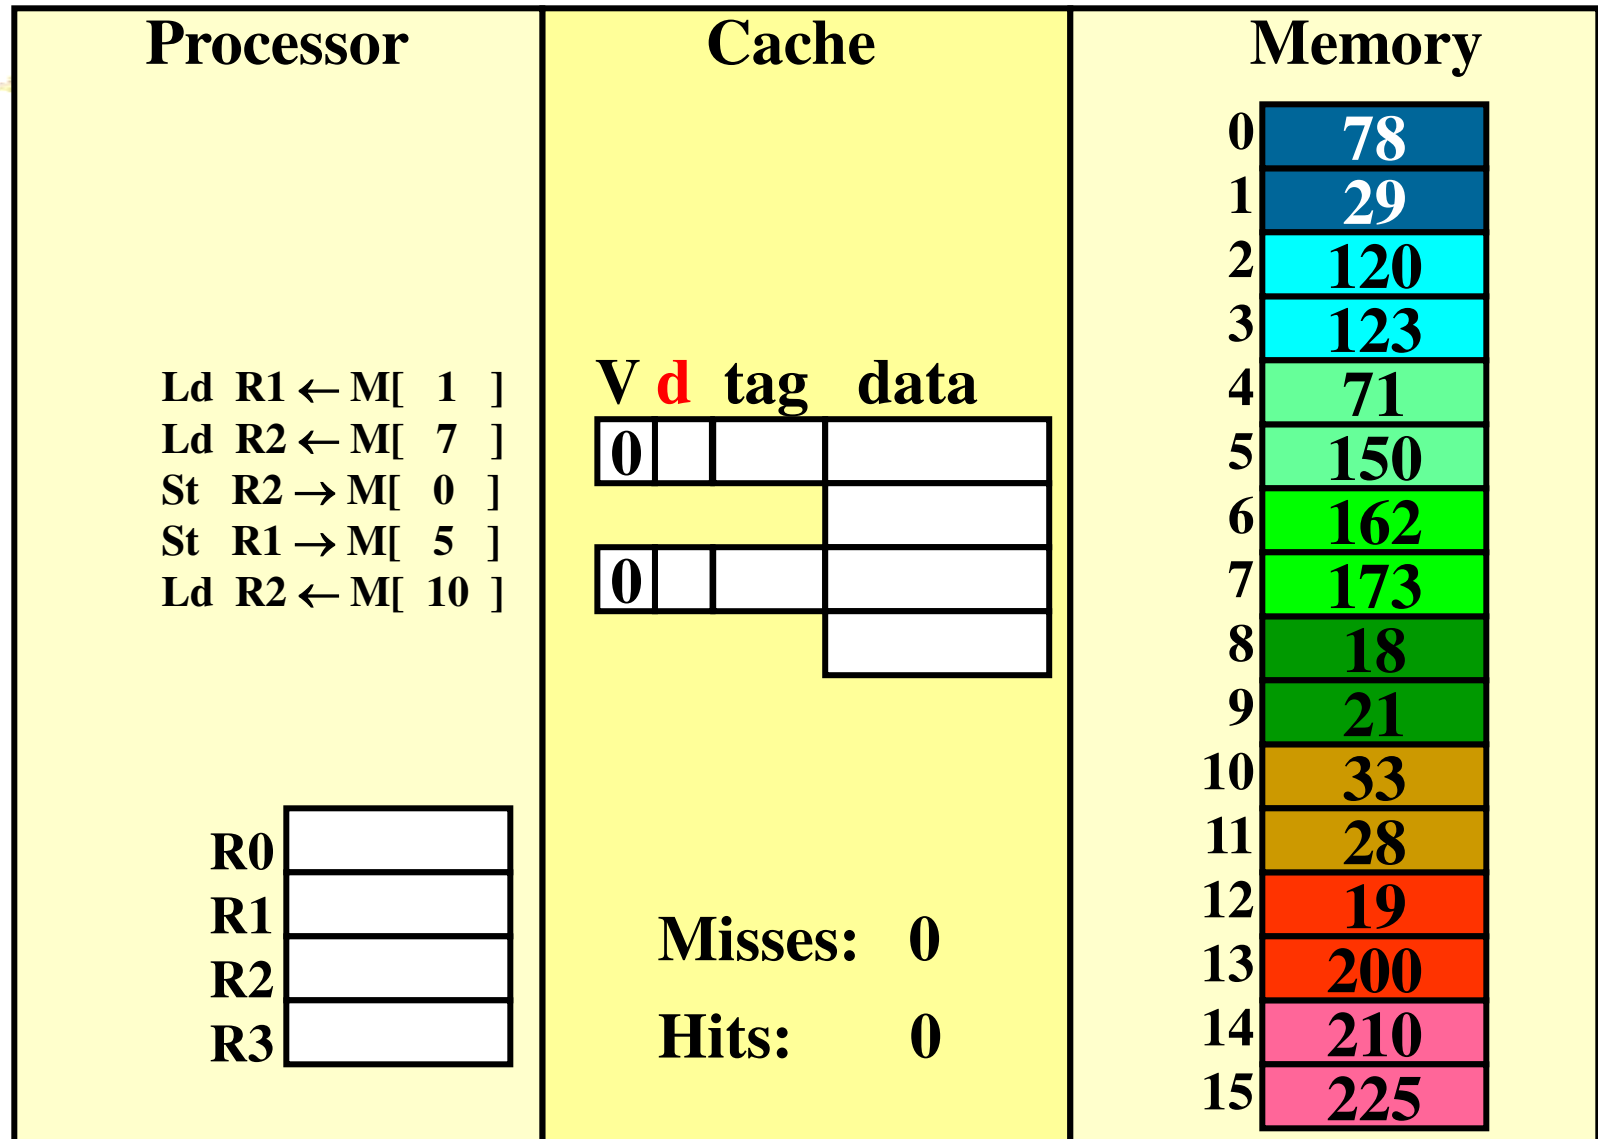 Processor
Ld R1 ← M[ 1 ]
Ld R2 ← M[ 7 ]
St R2 → M[ 0 ]
St R1 → M[ 5 ]
Ld R2 ← M[ 10 ]
R0
R1
R2
R3
Cache
V d tag data
0
0
Misses: 0
Hits: 0
Memory
0 78
1 29
2 120
3 123
4 71
5 150
6 162
7 173
8 18
9 21
10 33
11 28
12 19
13 200
14 210
15 225